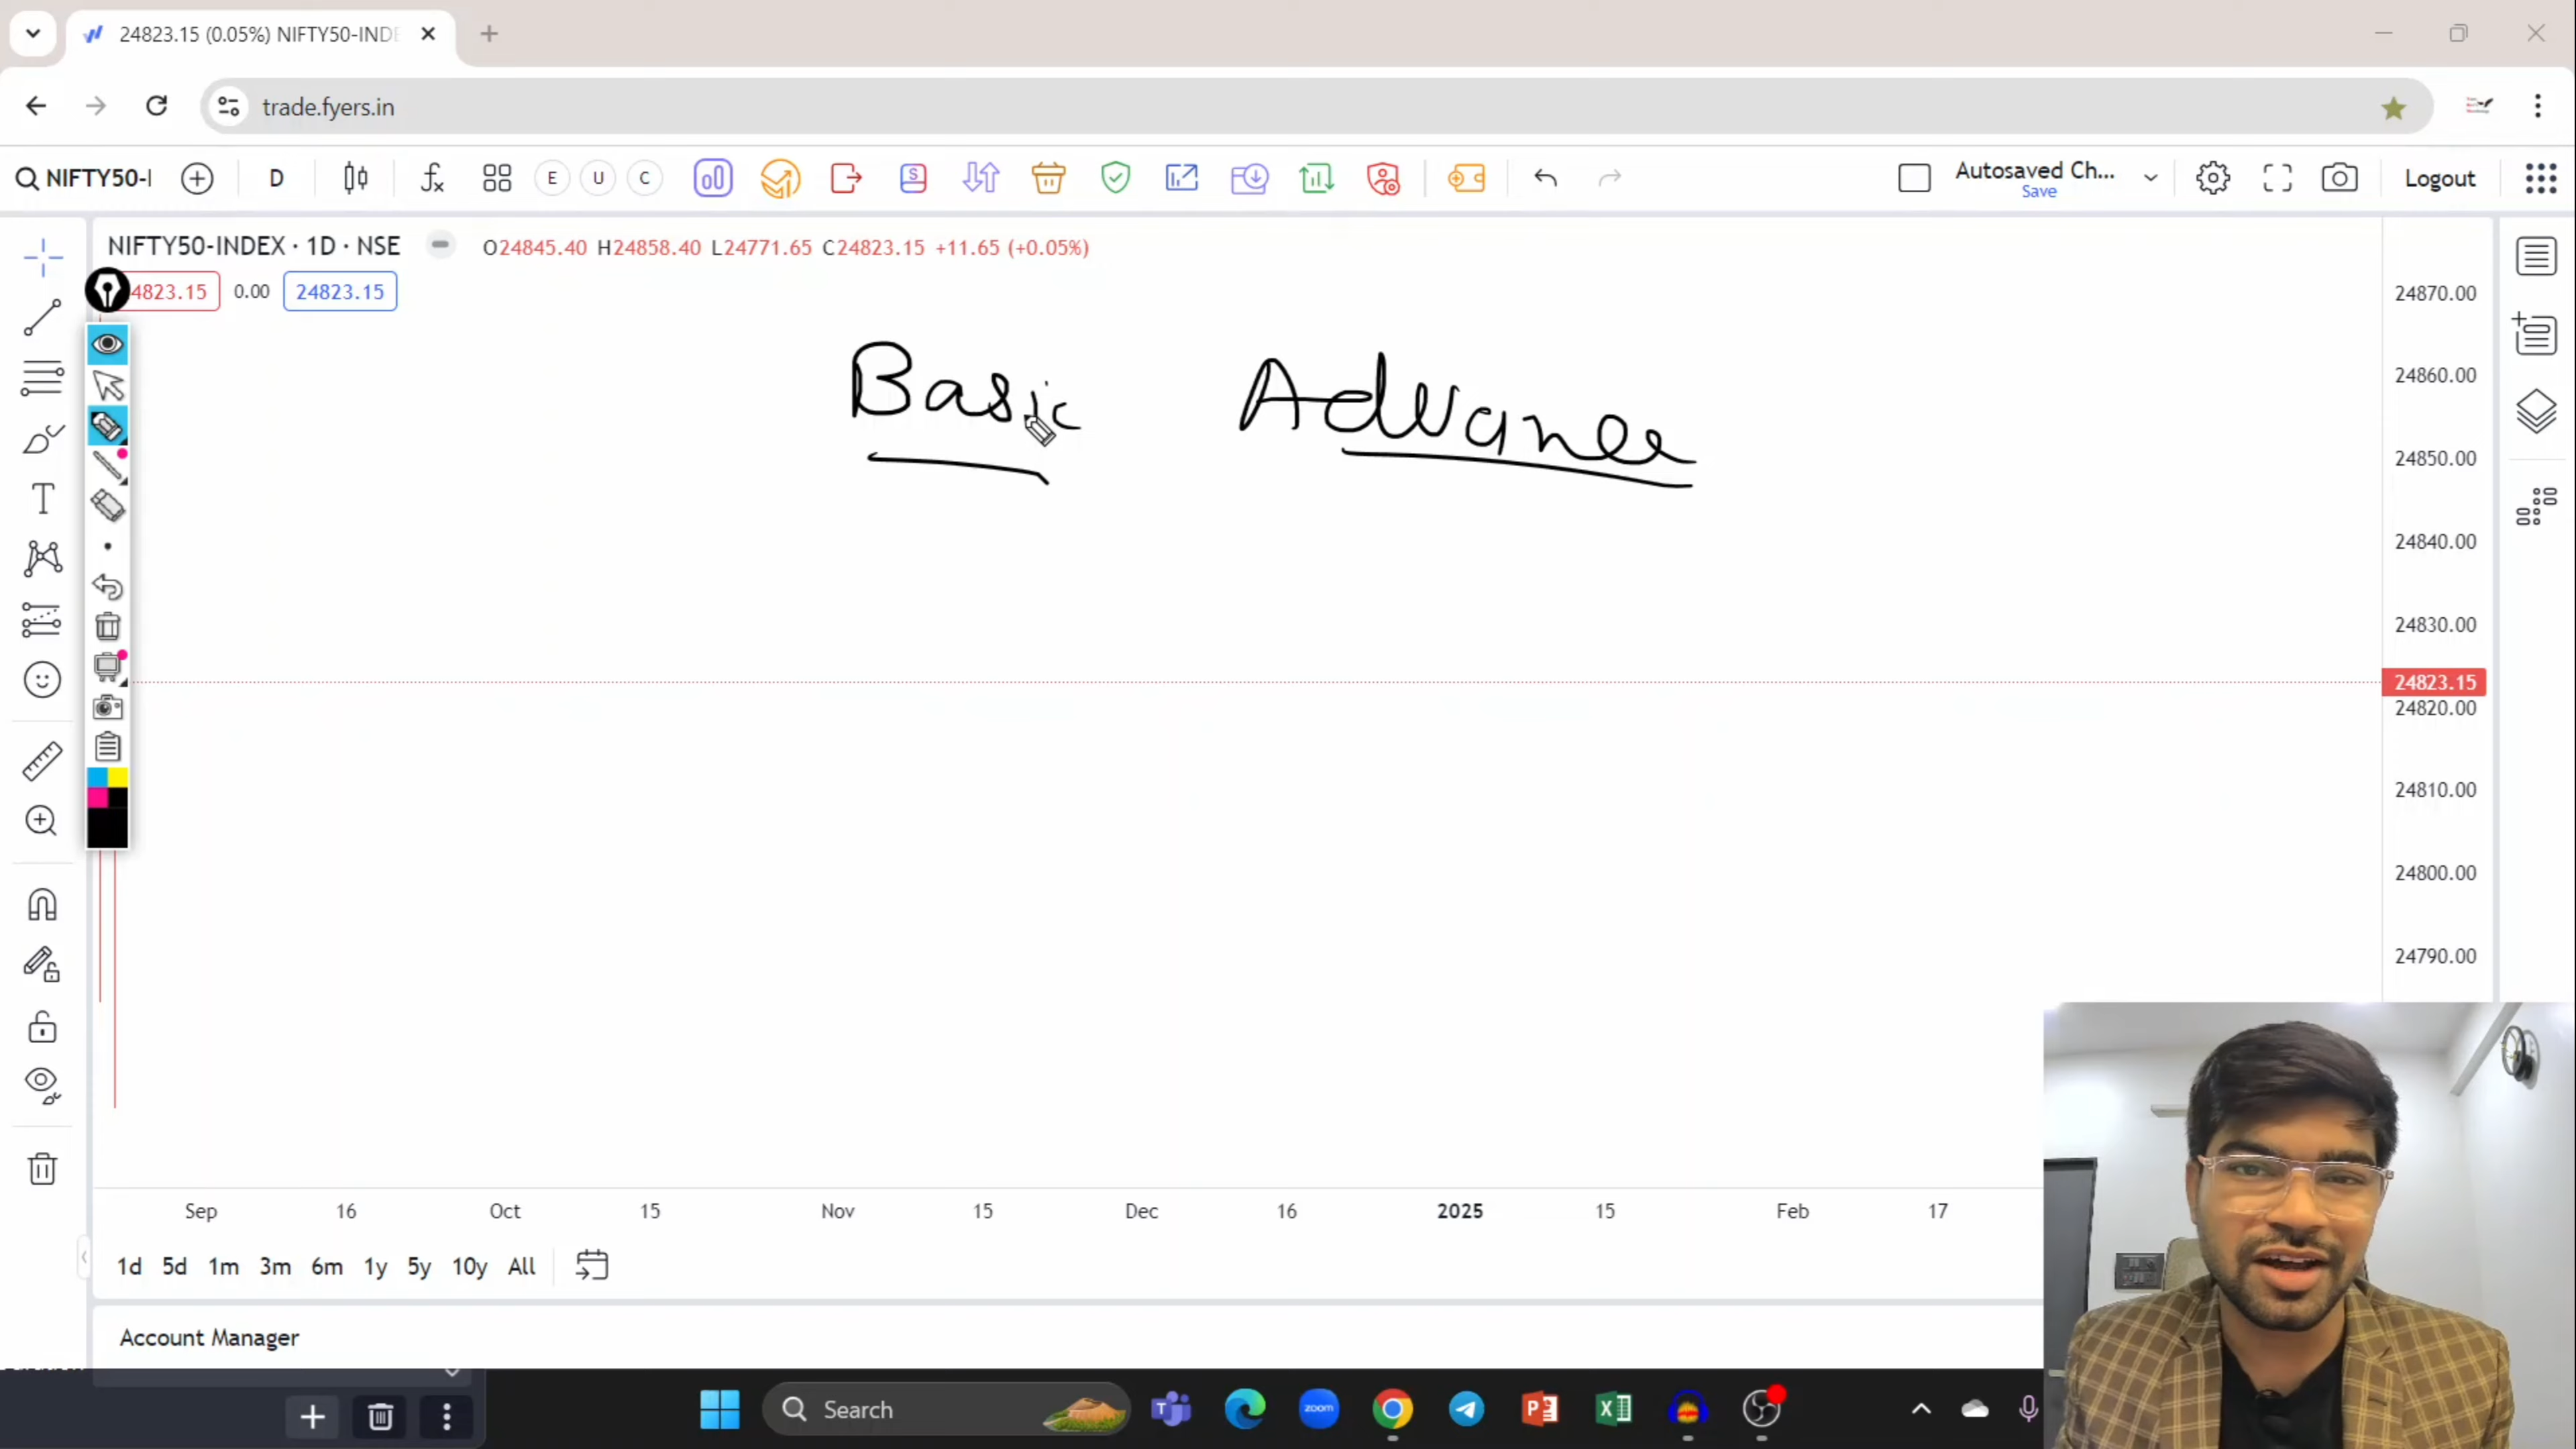 24823.15 (0.05%) NIFTY50-INDE
trade.fyers.in
NIFTY50-I
D
E U C
Autosaved Ch...
Save
Logout
NIFTY50-INDEX · 1D · NSE
O24845.40 H24858.40 L24771.65 C24823.15 +11.65 (+0.05%)
4823.15 0.00 24823.15
Basic Advance
24870.00
24860.00
24850.00
24840.00
24830.00
24823.15
24820.00
24810.00
24800.00
24790.00
Sep 16 Oct 15 Nov 15 Dec 16 2025 15 Feb 17
1d 5d 1m 3m 6m 1y 5y 10y All
Account Manager
Search
zoom